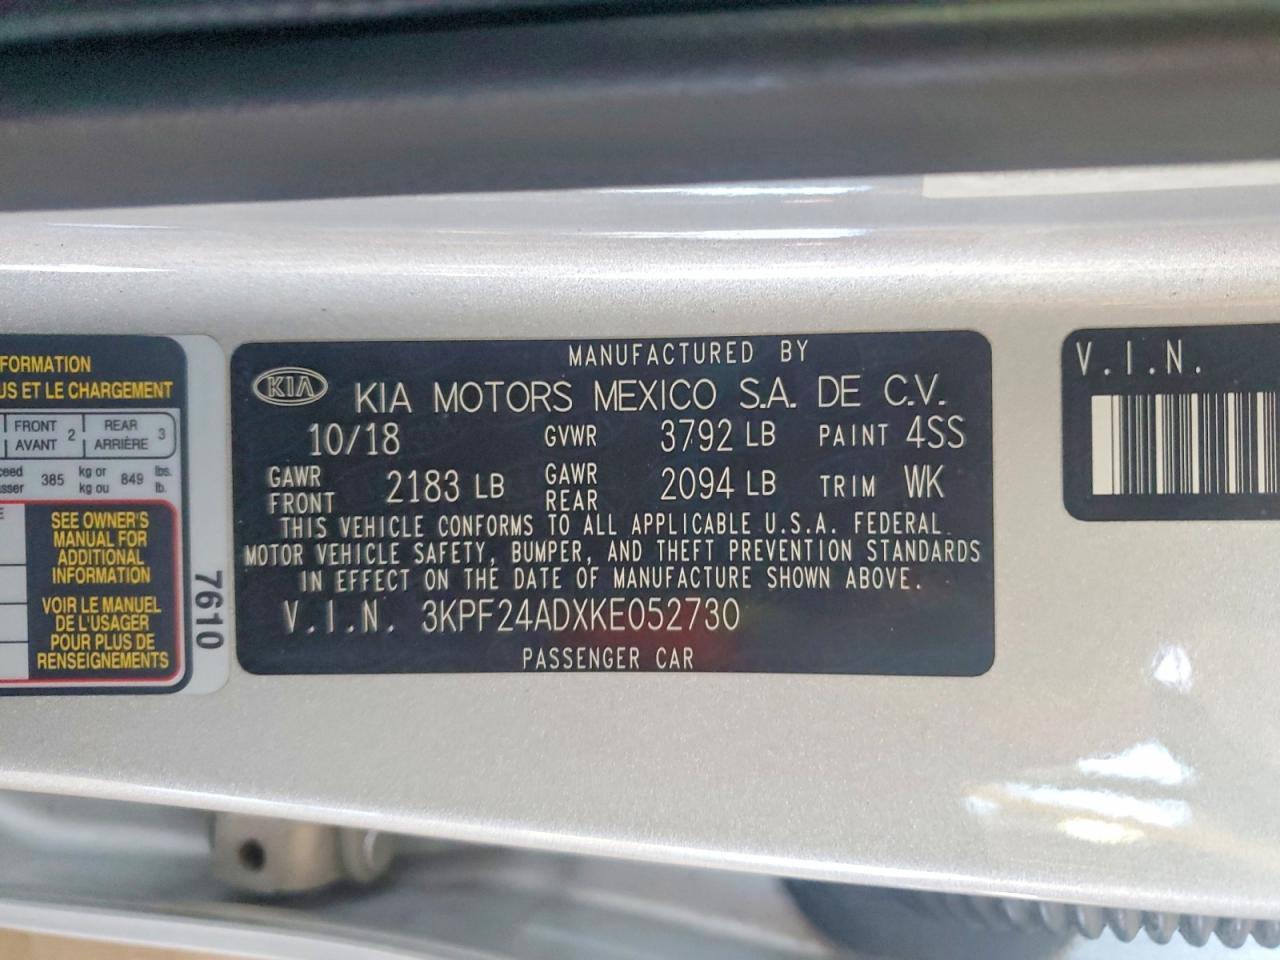 FORMATION
US ET LE CHARGEMENT
FRONT AVANT 2 REAR ARRIÈRE 3
385 kg or kg ou 849 lbs. lb.
SEE OWNER'S
MANUAL FOR
ADDITIONAL
INFORMATION
VOIR LE MANUEL
DE L'USAGER
POUR PLUS DE
RENSEIGNEMENTS
7610
MANUFACTURED BY
KIA KIA MOTORS MEXICO S.A. DE C.V.
10/18 GVWR 3792 LB PAINT 4SS
GAWR FRONT 2183 LB GAWR REAR 2094 LB TRIM WK
THIS VEHICLE CONFORMS TO ALL APPLICABLE U.S.A. FEDERAL
MOTOR VEHICLE SAFETY, BUMPER, AND THEFT PREVENTION STANDARDS
IN EFFECT ON THE DATE OF MANUFACTURE SHOWN ABOVE.
V.I.N. 3KPF24ADXKE052730
PASSENGER CAR
V.I.N.